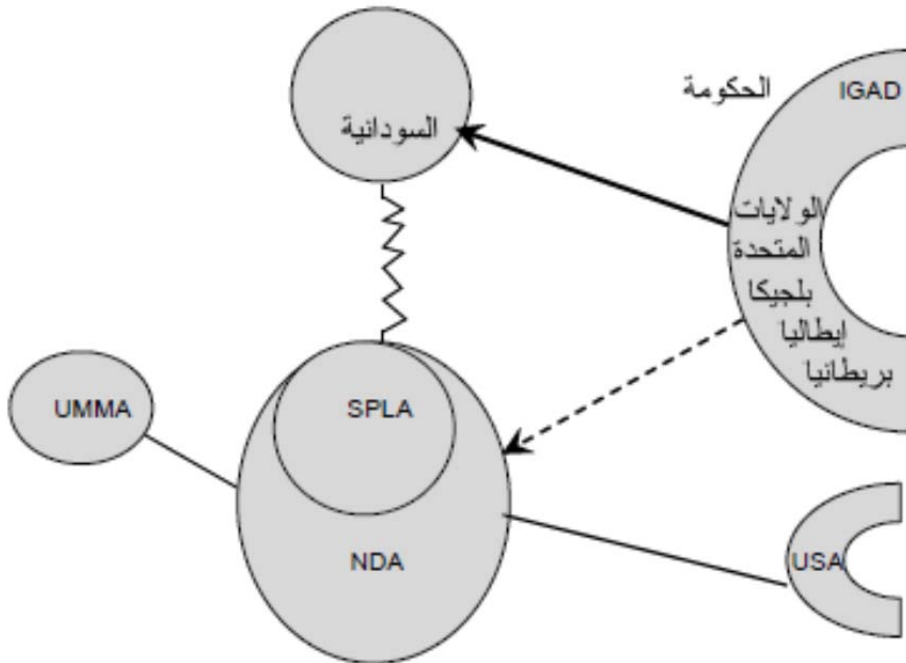 الحكومة
السودانية
IGAD
الولايات
المتحدة
بلجيكا
إيطاليا
بريطانيا
UMMA
SPLA
NDA
USA